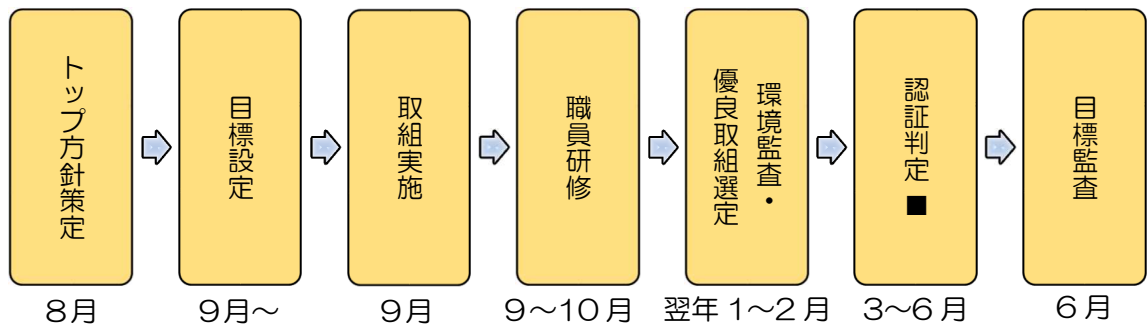 トップ方針策定
目標設定
取組実施
職員研修
環境監査・
優良取組選定
認証判定■
目標監査
8月
9月~
9月
9~10月
翌年1~2月
3~6月
6月